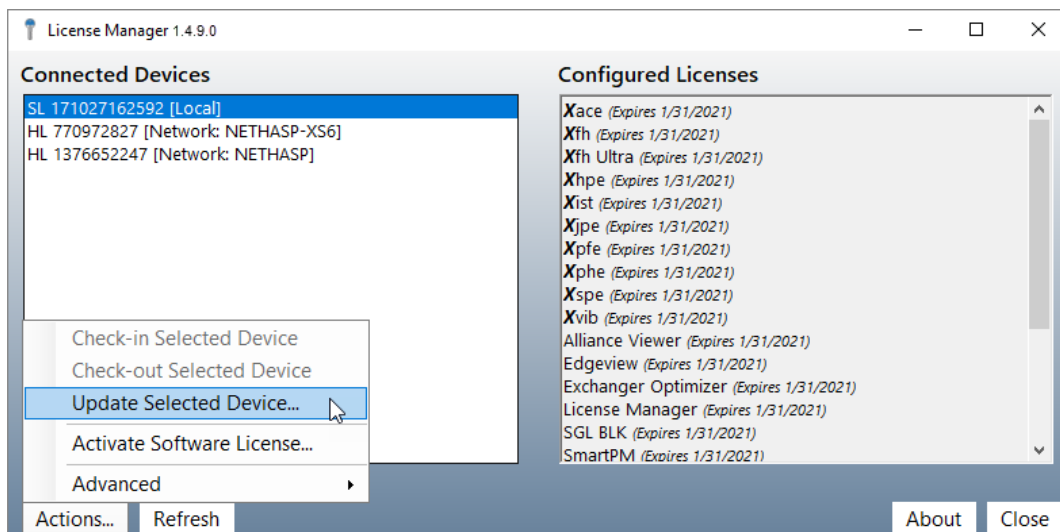 License Manager 1.4.9.0
Connected Devices
SL 171027162592 [Local]
HL 770972827 [Network: NETHASP-XS6]
HL 1376652247 [Network: NETHASP]
Check-in Selected Device
Check-out Selected Device
Update Selected Device...
Activate Software License...
Advanced
Actions...
Refresh
Configured Licenses
Xace (Expires 1/31/2021)
Xfh (Expires 1/31/2021)
Xfh Ultra (Expires 1/31/2021)
Xhpe (Expires 1/31/2021)
Xist (Expires 1/31/2021)
Xjpe (Expires 1/31/2021)
Xpfe (Expires 1/31/2021)
Xphe (Expires 1/31/2021)
Xspe (Expires 1/31/2021)
Xvib (Expires 1/31/2021)
Alliance Viewer (Expires 1/31/2021)
Edgeview (Expires 1/31/2021)
Exchanger Optimizer (Expires 1/31/2021)
License Manager (Expires 1/31/2021)
SGL BLK (Expires 1/31/2021)
SmartPM (Expires 1/31/2021)
About
Close